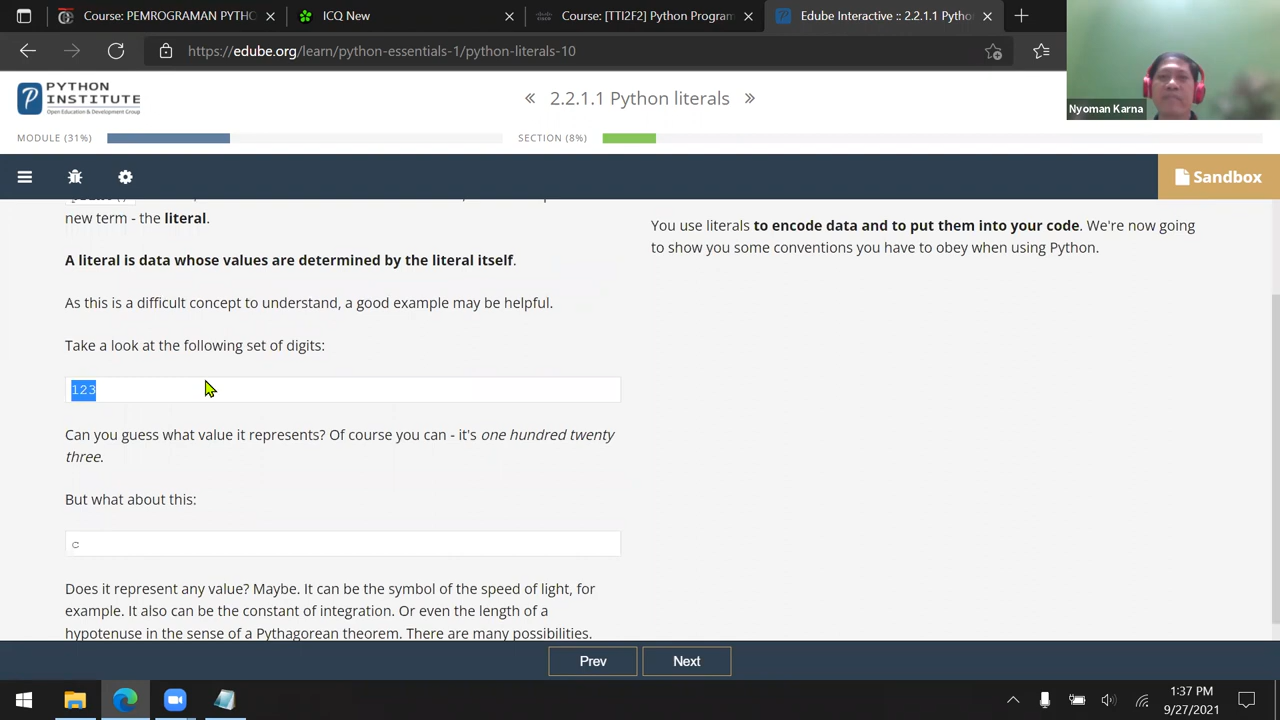 Course: PEMROGRAMAN PYTHO
ICQ New
Course: [TTI2F2] Python Program
Edube Interactive :: 2.2.1.1 Pytho
https://edube.org/learn/python-essentials-1/python-literals-10
Nyoman Karna
PYTHON
INSTITUTE
Open Education & Development Group
« 2.2.1.1 Python literals »
MODULE (31%)
SECTION (8%)
Sandbox
new term - the literal.
A literal is data whose values are determined by the literal itself.
As this is a difficult concept to understand, a good example may be helpful.
Take a look at the following set of digits:
123
Can you guess what value it represents? Of course you can - it's one hundred twenty
three.
But what about this:
c
Does it represent any value? Maybe. It can be the symbol of the speed of light, for
example. It also can be the constant of integration. Or even the length of a
hypotenuse in the sense of a Pythagorean theorem. There are many possibilities.
You use literals to encode data and to put them into your code. We're now going
to show you some conventions you have to obey when using Python.
Prev
Next
1:37 PM
9/27/2021